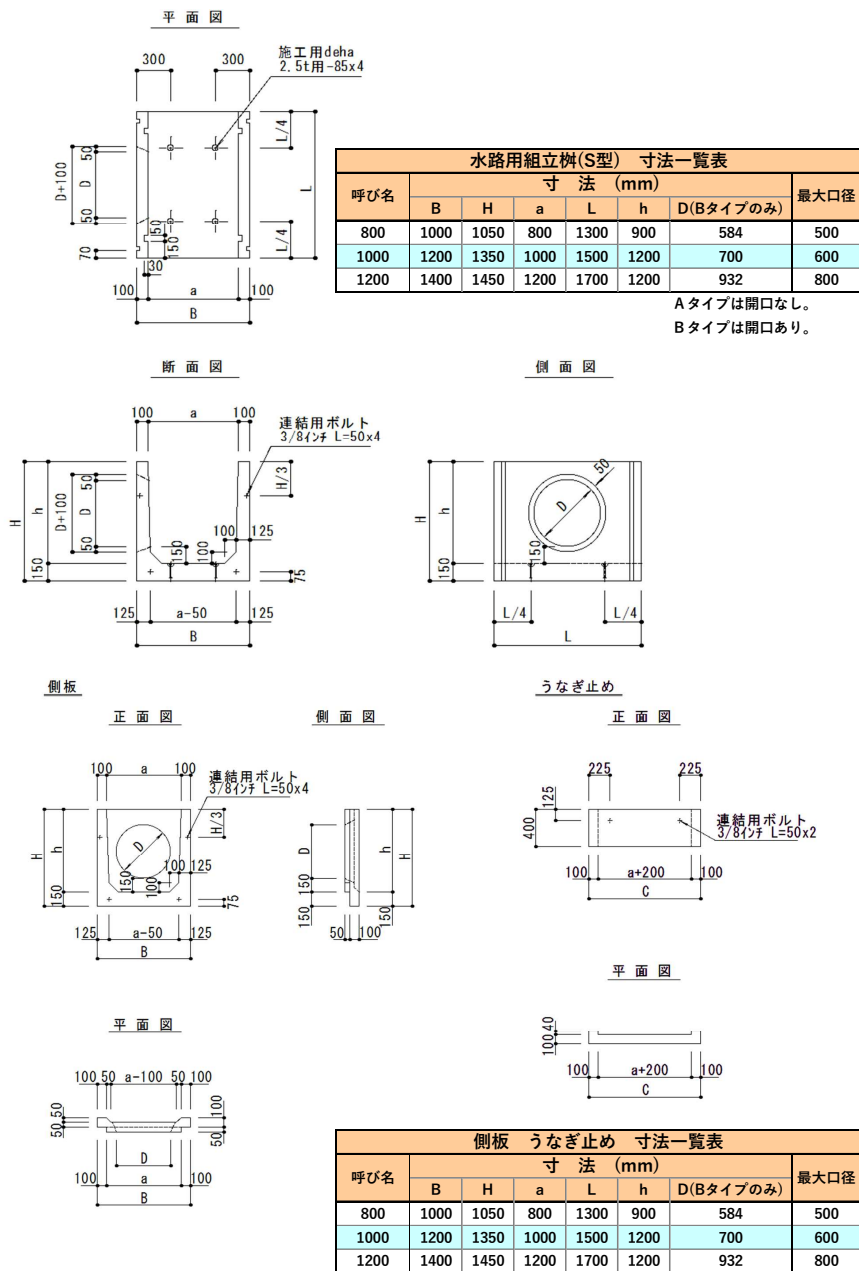 平面図
300
300
施工用deha
2.5t用-85x4
D+100
50
D
50
L/4
L
L/4
50
150
70
30
100
a
100
B
水路用組立桝(S型) 寸法一覧表
呼び名 寸 法 (mm) 最大口径
B H a L h D(Bタイプのみ)
800 1000 1050 800 1300 900 584 500
1000 1200 1350 1000 1500 1200 700 600
1200 1400 1450 1200 1700 1200 932 800
Aタイプは開口なし。
Bタイプは開口あり。
断面図
100
a
100
連結用ボルト
3/8インチ L=50x4
H
h
D+100
50
D
50
150
H/3
100
125
150
100
75
125
a-50
125
B
側面図
50
D
H
h
150
150
L/4
L/4
L
側板
正面図
100
a
100
連結用ボルト
3/8インチ L=50x4
H
h
150
D
H/3
100
125
150
100
75
125
a-50
125
B
側面図
D
150
150
h
H
150
50
100
うなぎ止め
正面図
225
225
125
400
連結用ボルト
3/8インチ L=50x2
100
a+200
100
C
平面図
100
50
a-100
50
100
50
50
100
50
D
100
a
100
B
平面図
40
100
100
a+200
100
C
側板 うなぎ止め 寸法一覧表
呼び名 寸 法 (mm) 最大口径
B H a L h D(Bタイプのみ)
800 1000 1050 800 1300 900 584 500
1000 1200 1350 1000 1500 1200 700 600
1200 1400 1450 1200 1700 1200 932 800